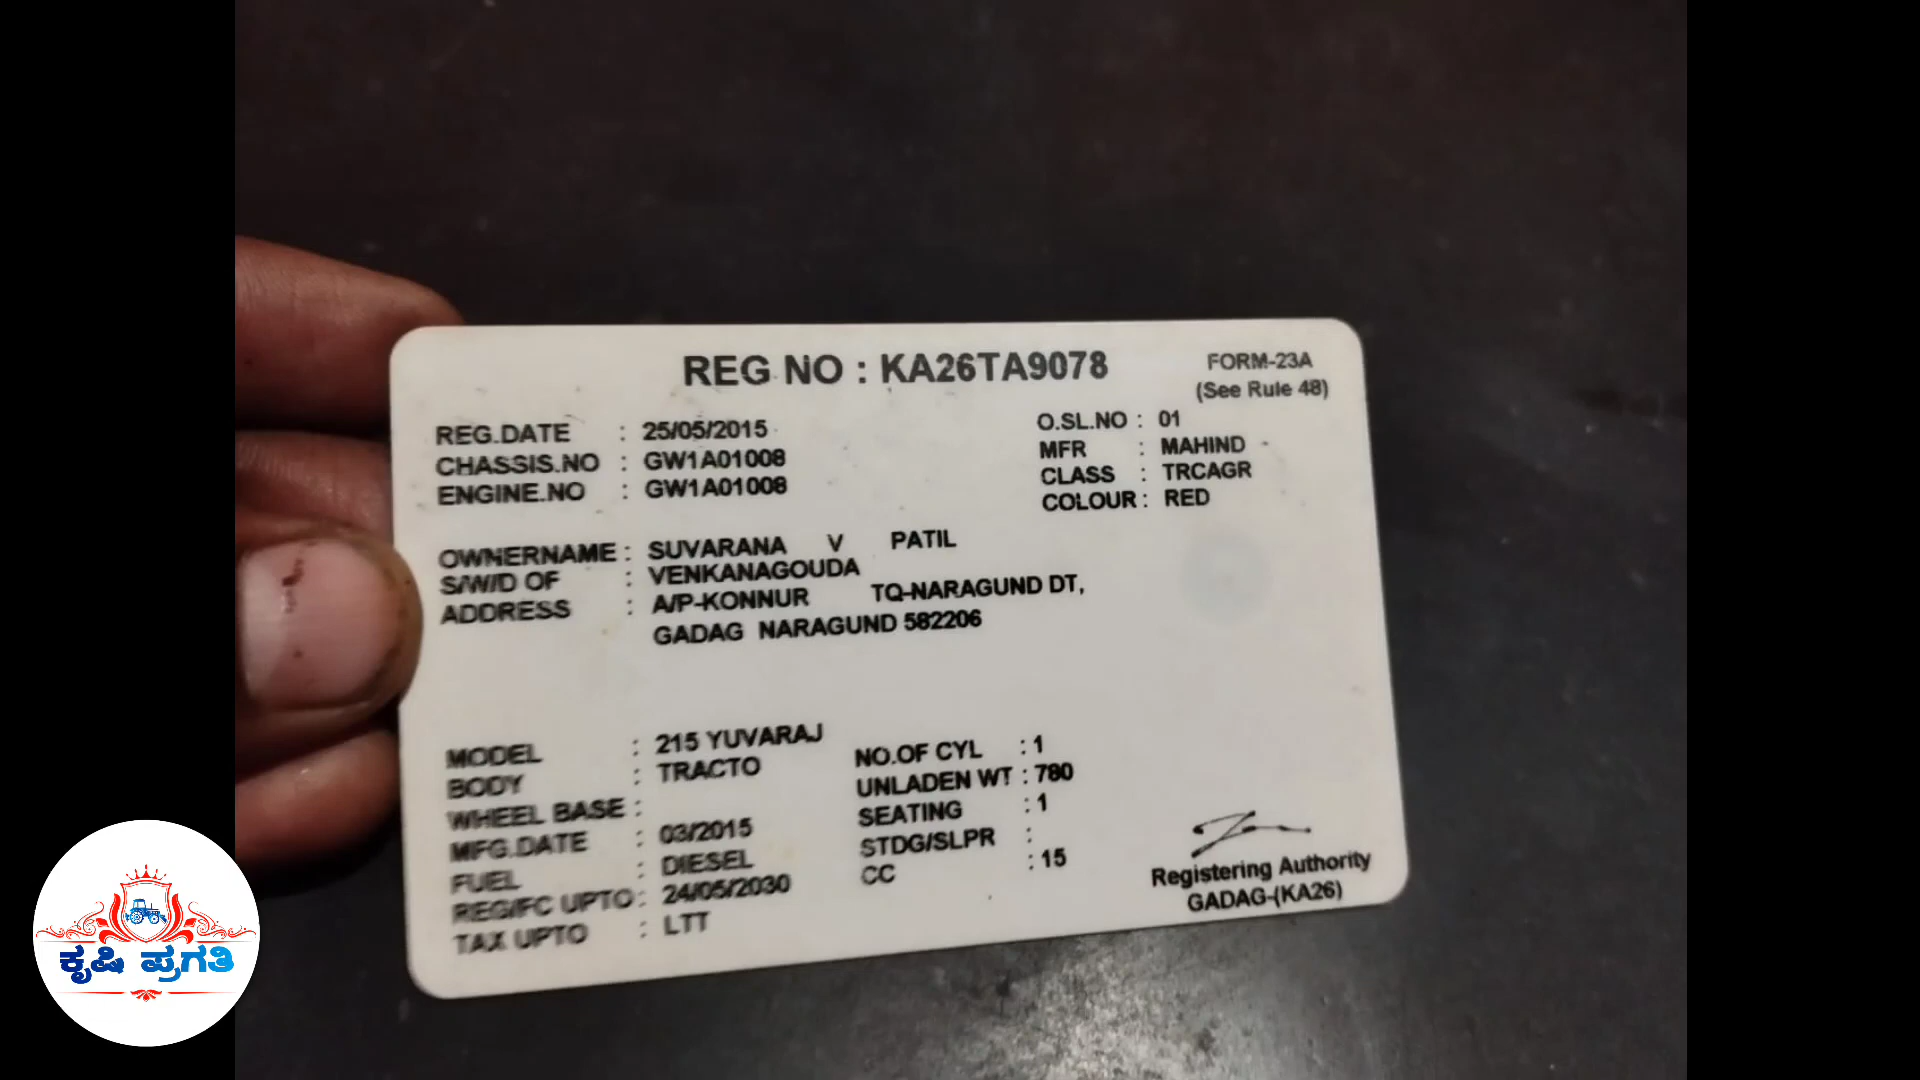 REG NO : KA26TA9078
FORM-23A
(See Rule 48)
REG.DATE : 25/05/2015
CHASSIS.NO : GW1A01008
ENGINE.NO : GW1A01008
O.SL.NO : 01
MFR : MAHIND
CLASS : TRCAGR
COLOUR : RED
OWNERNAME : SUVARANA V PATIL
S/W/D OF : VENKANAGOUDA
ADDRESS : A/P-KONNUR TQ-NARAGUND DT,
GADAG NARAGUND 582206
MODEL : 215 YUVARAJ
BODY : TRACTO
WHEEL BASE :
MFG.DATE : 03/2015
FUEL : DIESEL
REG/FC UPTO : 24/05/2030
TAX UPTO : LTT
NO.OF CYL : 1
UNLADEN WT : 780
SEATING : 1
STDG/SLPR :
CC : 15
Registering Authority
GADAG-(KA26)
ಕೃಷಿ ಪ್ರಗತಿ